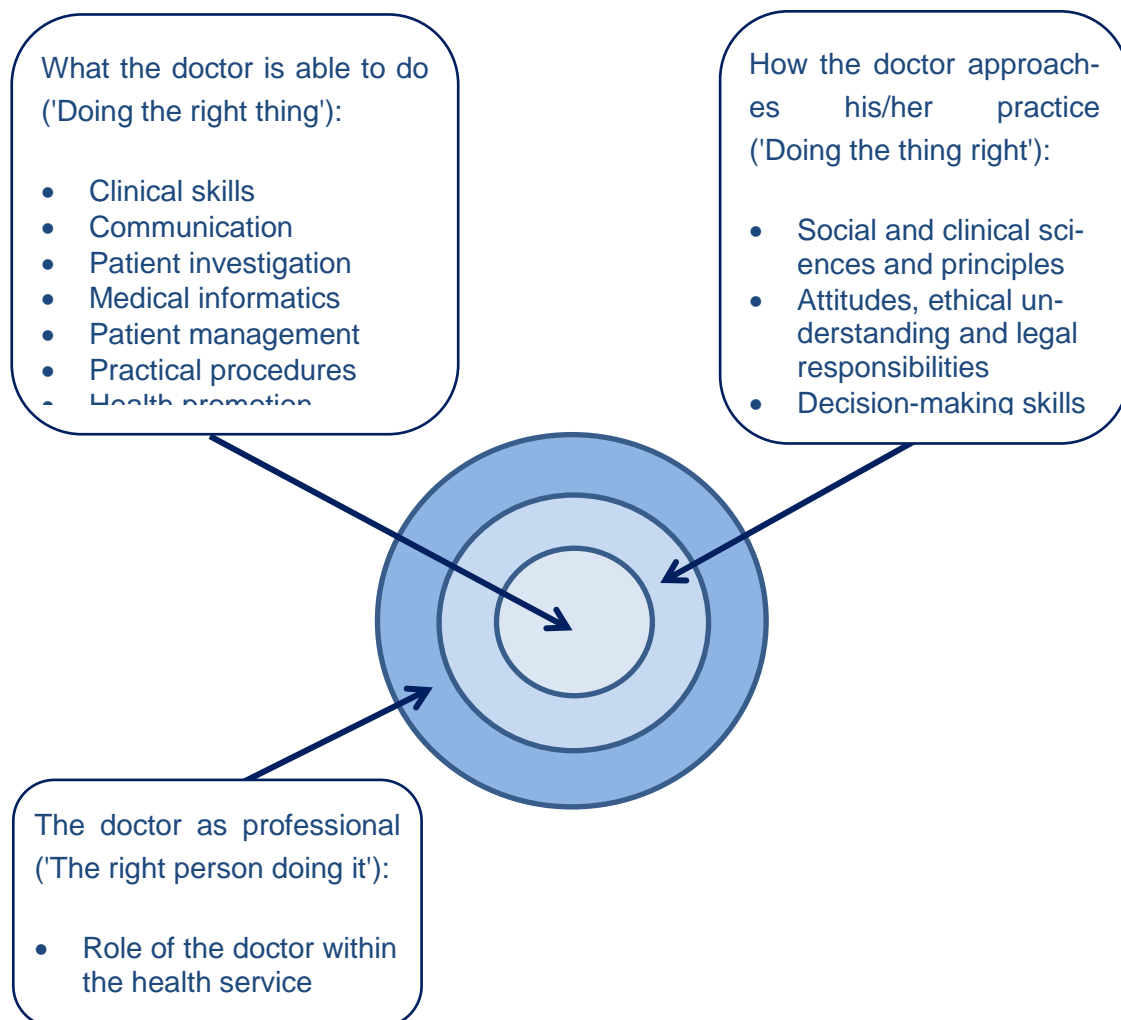 What the doctor is able to do
('Doing the right thing'):
• Clinical skills
• Communication
• Patient investigation
• Medical informatics
• Patient management
• Practical procedures
• Health promotion
How the doctor approach-
es his/her practice
('Doing the thing right'):
• Social and clinical sci-
ences and principles
• Attitudes, ethical un-
derstanding and legal
responsibilities
• Decision-making skills
The doctor as professional
('The right person doing it'):
• Role of the doctor within
the health service